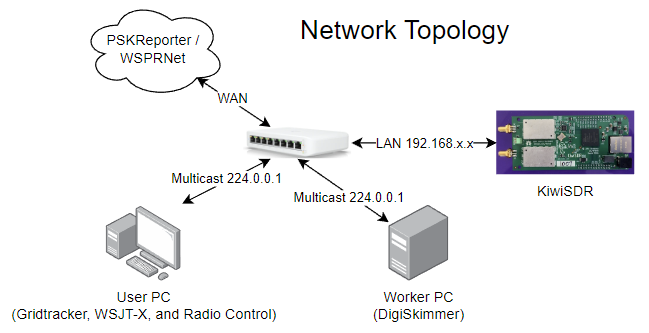 Network Topology
PSKReporter /
WSPRNet
WAN
LAN 192.168.x.x
KiwiSDR
Multicast 224.0.0.1
Multicast 224.0.0.1
User PC
(Gridtracker, WSJT-X, and Radio Control)
Worker PC
(DigiSkimmer)